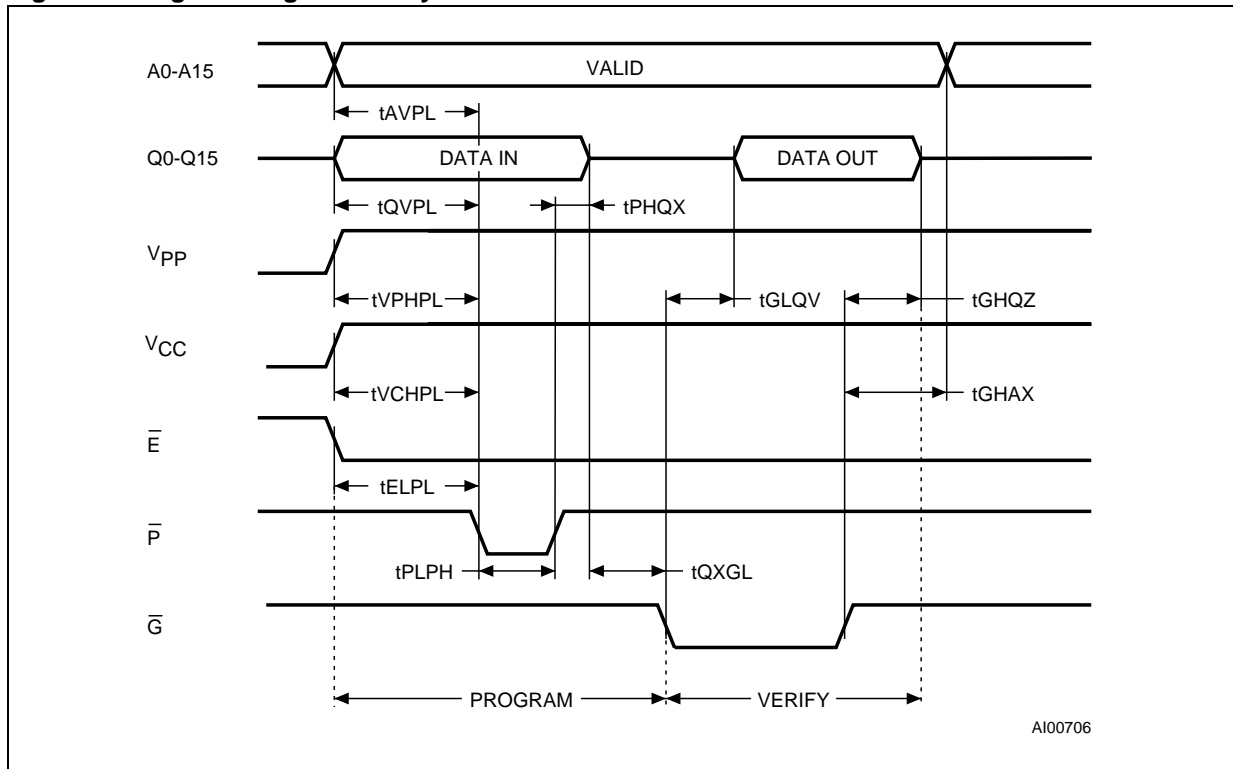 A0-A15
VALID
tAVPL
Q0-Q15
DATA IN
DATA OUT
tQVPL
tPHQX
VPP
tVPHPL
tGLQV
tGHQZ
VCC
tVCHPL
tGHAX
E̅
tELPL
P̅
tPLPH
tQXGL
G̅
PROGRAM
VERIFY
AI00706